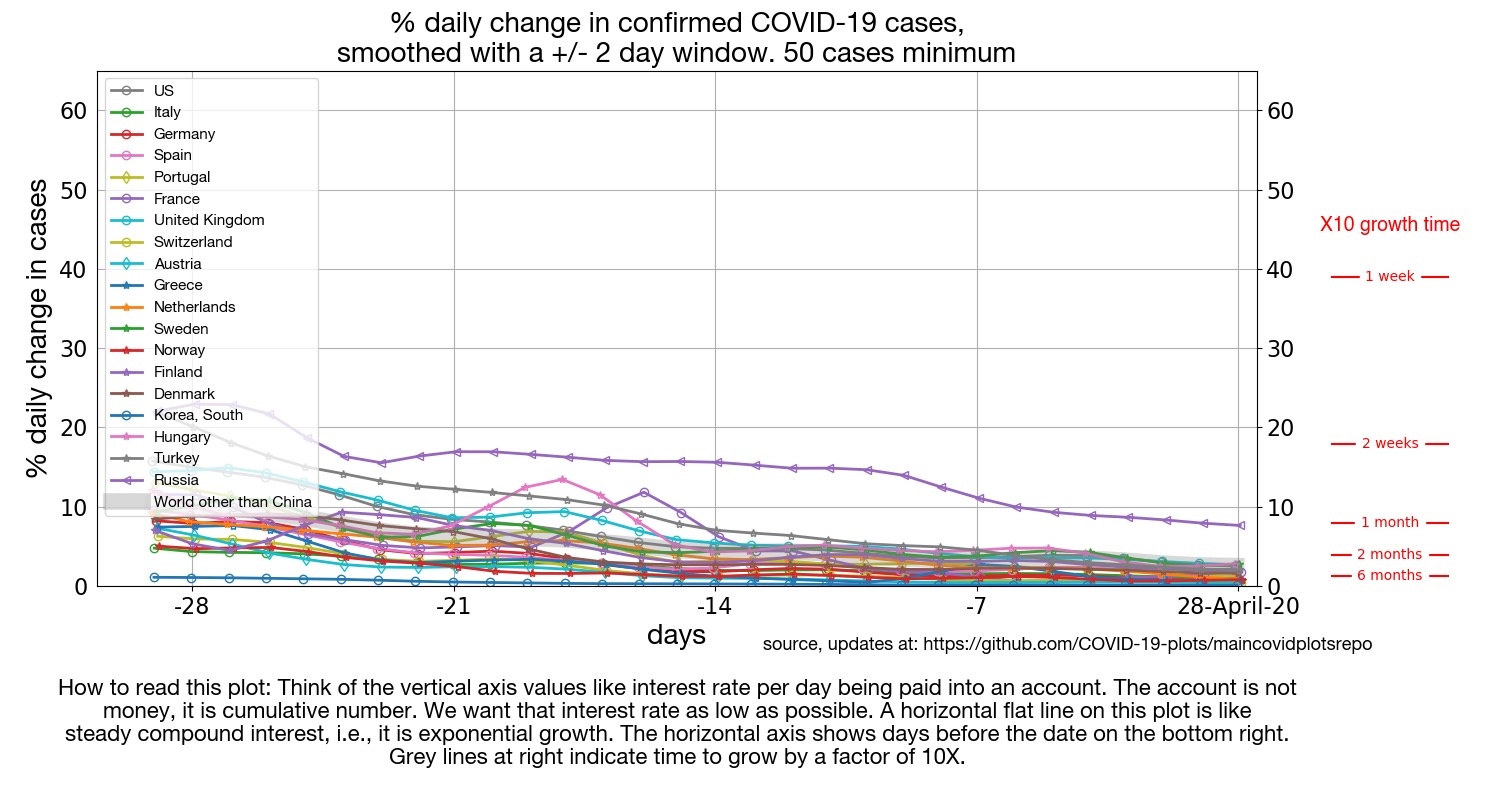 % daily change in confirmed COVID-19 cases,
smoothed with a +/- 2 day window. 50 cases minimum
% daily change in cases
60
50
40
30
20
10
0
US
Italy
Germany
Spain
Portugal
France
United Kingdom
Switzerland
Austria
Greece
Netherlands
Sweden
Norway
Finland
Denmark
Korea, South
Hungary
Turkey
Russia
World other than China
60
50
40
30
20
10
0
X10 growth time
1 week
2 weeks
1 month
2 months
6 months
-28
-21
-14
-7
28-April-20
days
source, updates at: https://github.com/COVID-19-plots/maincovidplotsrepo
How to read this plot: Think of the vertical axis values like interest rate per day being paid into an account. The account is not
money, it is cumulative number. We want that interest rate as low as possible. A horizontal flat line on this plot is like
steady compound interest, i.e., it is exponential growth. The horizontal axis shows days before the date on the bottom right.
Grey lines at right indicate time to grow by a factor of 10X.